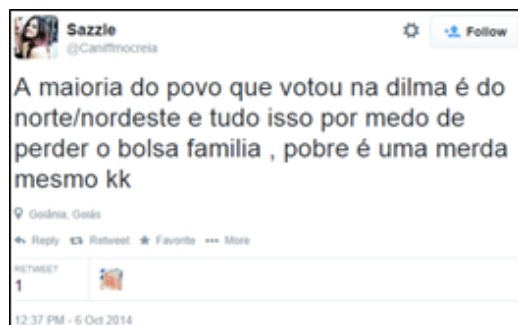 Sazzle
@Caniffmocreia
Follow
A maioria do povo que votou na dilma é do
norte/nordeste e tudo isso por medo de
perder o bolsa familia , pobre é uma merda
mesmo kk
Goiânia, Goiás
Reply Retweet Favorite More
RETWEET
1
12:37 PM - 6 Oct 2014